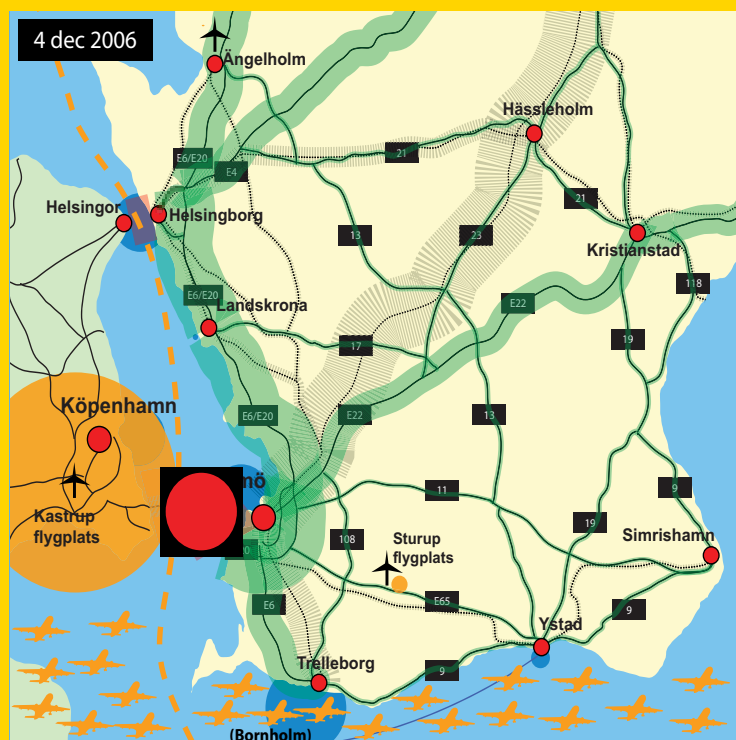 4 dec 2006
Ängelholm
Hässleholm
E6/E20
21
E4
21
Helsingor
Helsingborg
13
23
Kristianstad
118
E6/E20
Landskrona
E22
19
17
Köpenhamn
E6/E20
E22
13
mö
11
9
Kastrup
flygplats
108
Sturup
flygplats
19
Simrishamn
20
E6
E65
9
Ystad
Trelleborg
9
(Bornholm)